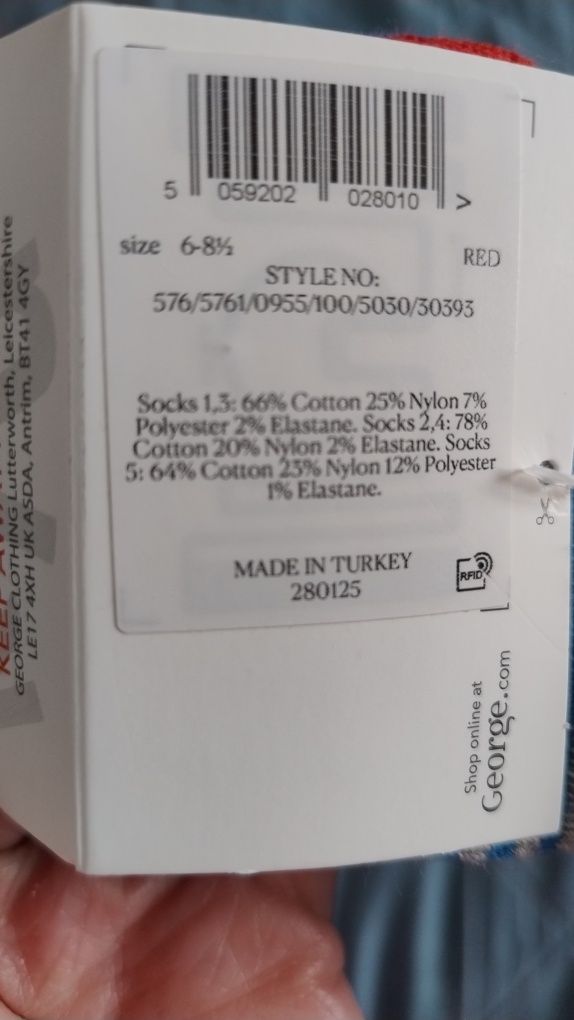 5 059202 028010 >
size 6-8½
RED
STYLE NO:
576/5761/0955/100/5030/30393
Socks 1,3: 66% Cotton 25% Nylon 7%
Polyester 2% Elastane. Socks 2,4: 78%
Cotton 20% Nylon 2% Elastane. Socks
5: 64% Cotton 23% Nylon 12% Polyester
1% Elastane.
MADE IN TURKEY
280125
RFID
Shop online at
George.com
KEEP
GEORGE CLOTHING Lutterworth, Leicestershire
LE17 4XH UK ASDA, Antrim, BT41 4GY